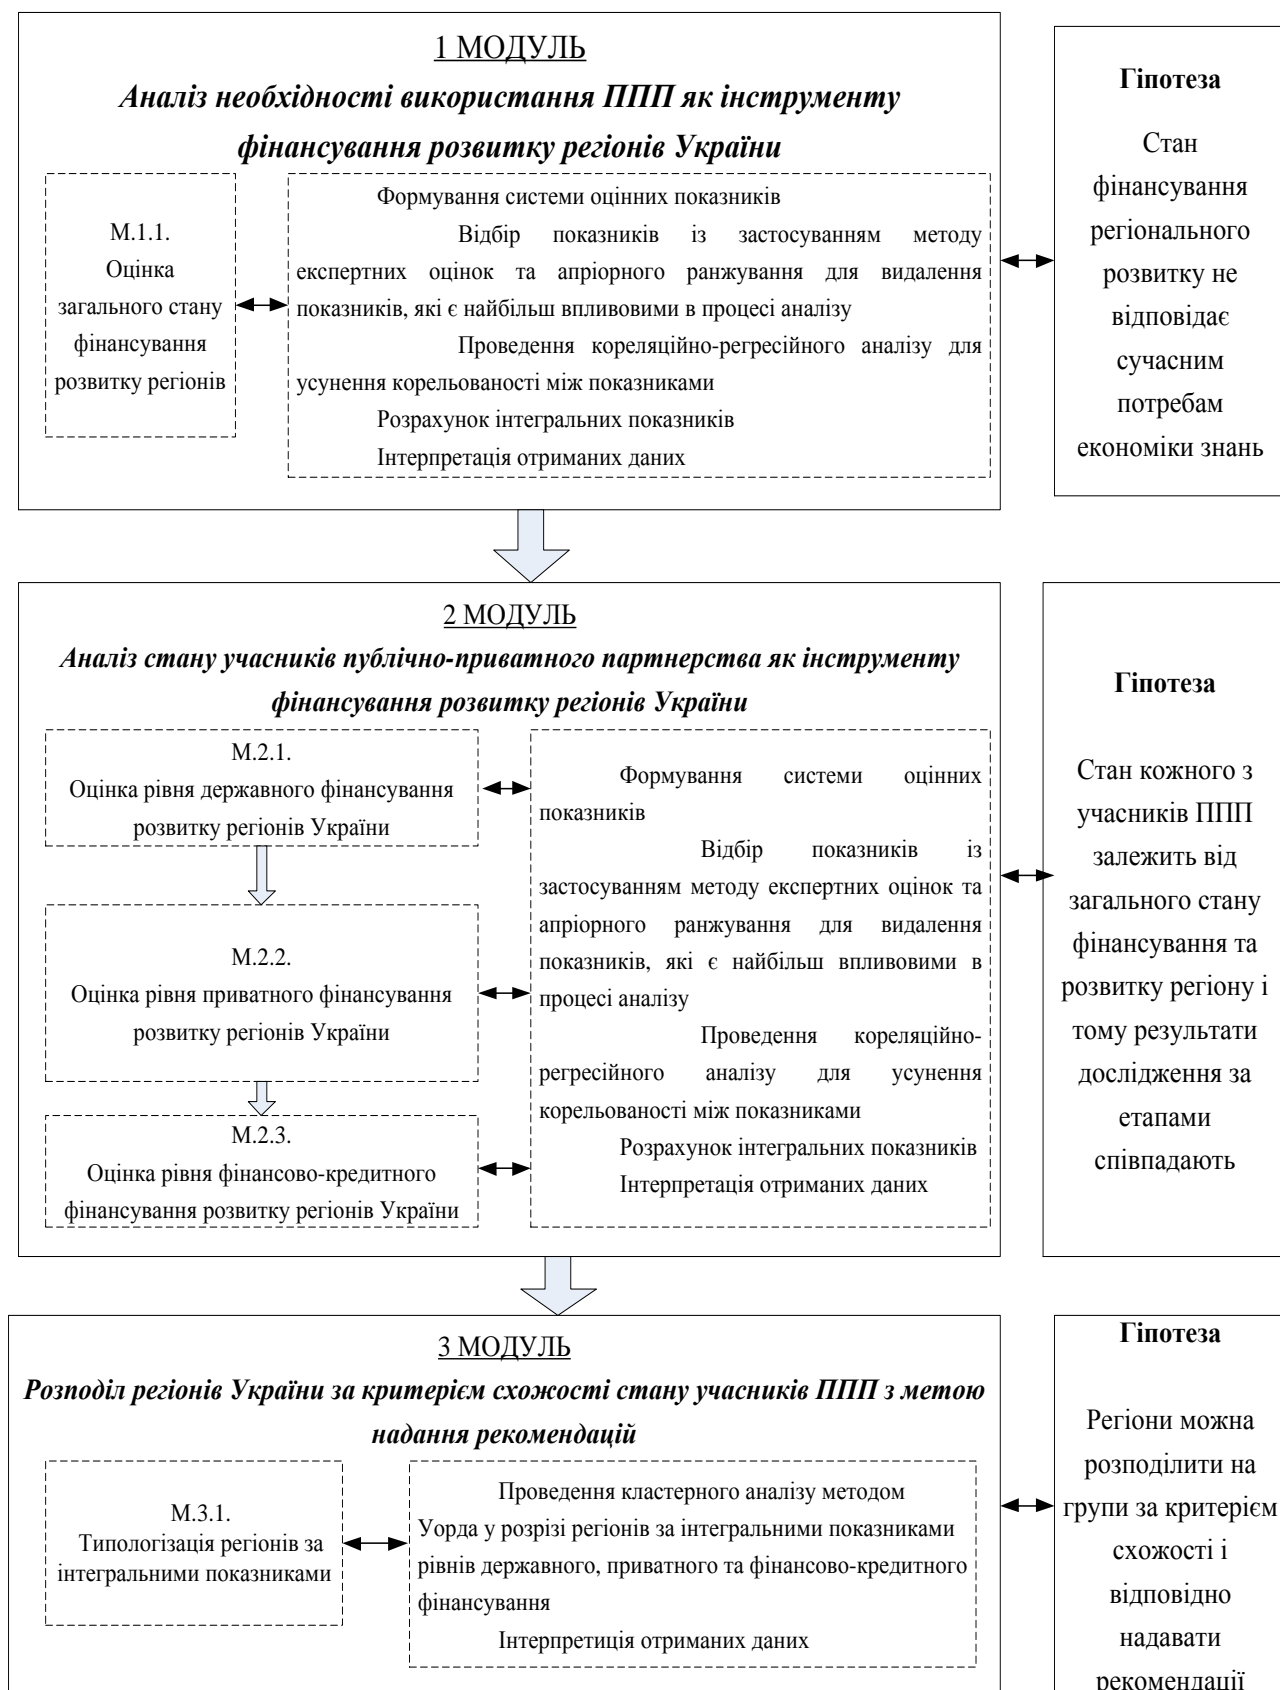 1 МОДУЛЬ
Аналіз необхідності використання ППП як інструменту
фінансування розвитку регіонів України
М.1.1.
Оцінка
загального стану
фінансування
розвитку регіонів
Формування системи оцінних показників
Відбір показників із застосуванням методу
експертних оцінок та апріорного ранжування для видалення
показників, які є найбільш впливовими в процесі аналізу
Проведення кореляційно-регресійного аналізу для
усунення корельованості між показниками
Розрахунок інтегральних показників
Інтерпретація отриманих даних
Гіпотеза
Стан
фінансування
регіонального
розвитку не
відповідає
сучасним
потребам
економіки знань
2 МОДУЛЬ
Аналіз стану учасників публічно-приватного партнерства як інструменту
фінансування розвитку регіонів України
М.2.1.
Оцінка рівня державного фінансування
розвитку регіонів України
М.2.2.
Оцінка рівня приватного фінансування
розвитку регіонів України
М.2.3.
Оцінка рівня фінансово-кредитного
фінансування розвитку регіонів України
Формування системи оцінних
показників
Відбір показників із
застосуванням методу експертних оцінок та
апріорного ранжування для видалення
показників, які є найбільш впливовими в
процесі аналізу
Проведення кореляційно-
регресійного аналізу для усунення
корельованості між показниками
Розрахунок інтегральних показників
Інтерпретація отриманих даних
Гіпотеза
Стан кожного з
учасників ППП
залежить від
загального стану
фінансування та
розвитку регіону і
тому результати
дослідження за
етапами
співпадають
3 МОДУЛЬ
Розподіл регіонів України за критерієм схожості стану учасників ППП з метою
надання рекомендацій
М.3.1.
Типологізація регіонів за
інтегральними показниками
Проведення кластерного аналізу методом
Уорда у розрізі регіонів за інтегральними показниками
рівнів державного, приватного та фінансово-кредитного
фінансування
Інтерпретиція отриманих даних
Гіпотеза
Регіони можна
розподілити на
групи за критерієм
схожості і
відповідно
надавати
рекомендації